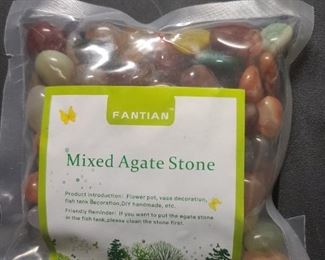 FANTIAN
Mixed Agate Stone
Product introduction: Flower pot, vase decoration,
fish tank decoration,DIY handmade, etc.
Friendly Reminder: If you want to put the agate stone
in the fish tank,please clean the stone first.